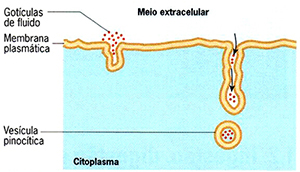 Gotículas
de fluido
Meio extracelular
Membrana
plasmática
Vesícula
pinocítica
Citoplasma